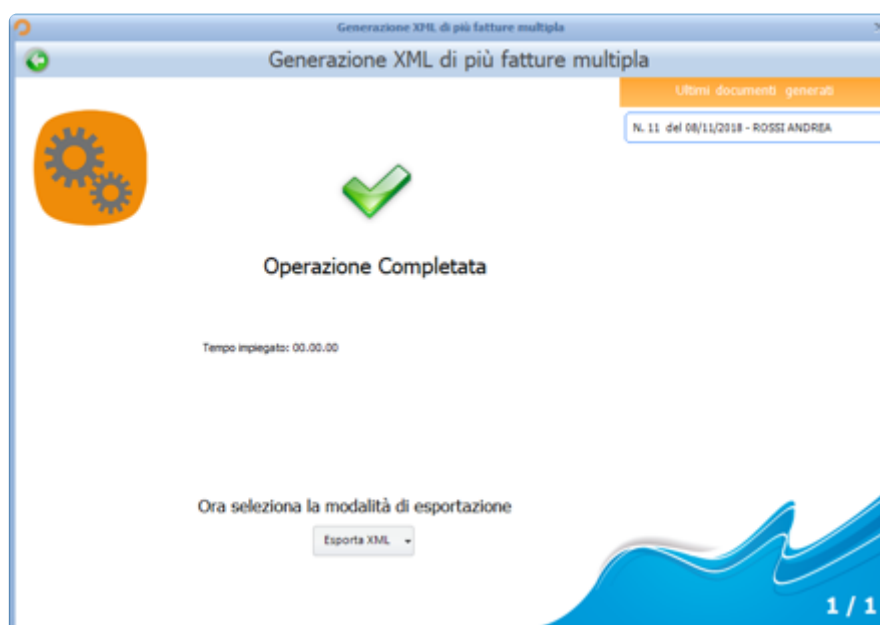 Generazione XML di più fatture multipla
Generazione XML di più fatture multipla
Ultimi documenti generati
N. 11 del 08/11/2018 - ROSSI ANDREA
Operazione Completata
Tempo impiegato: 00.00.00
Ora seleziona la modalità di esportazione
Esporta XML
1 / 1